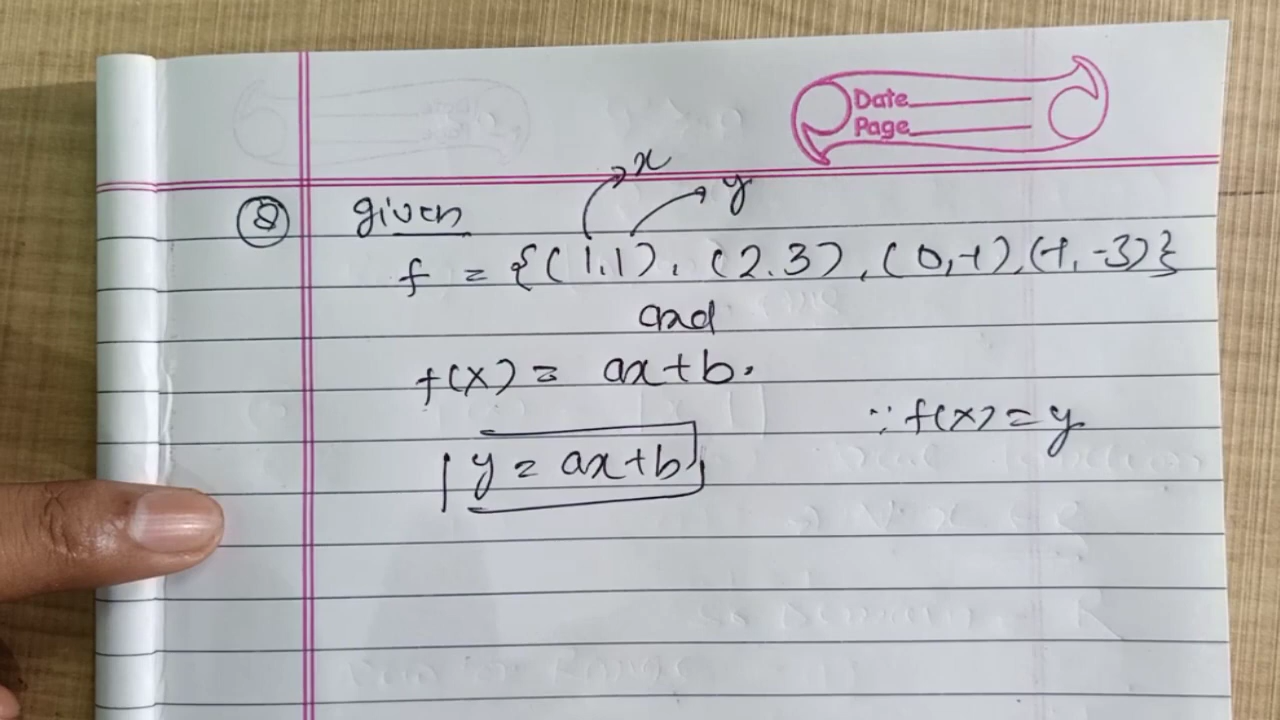 Date
Page
x
y
⑧ given
f = {(1,1), (2,3), (0,-1), (-1,-3)}
and
f(x) = ax+b.
∵ f(x) = y
y = ax+b